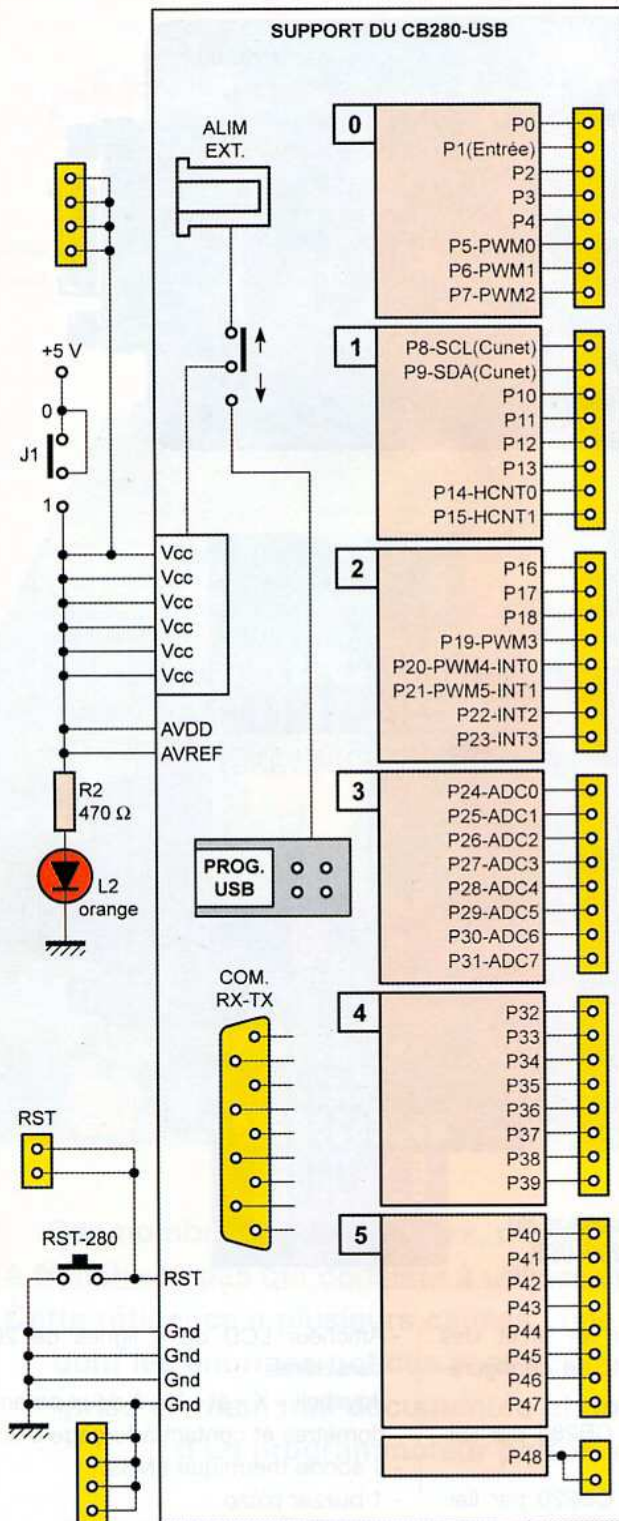 SUPPORT DU CB280-USB
ALIM
EXT.
+5 V
0
J1
1
Vcc
Vcc
Vcc
Vcc
Vcc
Vcc
AVDD
AVREF
R2
470 Ω
L2
orange
PROG.
USB
COM.
RX-TX
RST
RST-280
RST
Gnd
Gnd
Gnd
Gnd
0
P0
P1(Entrée)
P2
P3
P4
P5-PWM0
P6-PWM1
P7-PWM2
1
P8-SCL(Cunet)
P9-SDA(Cunet)
P10
P11
P12
P13
P14-HCNT0
P15-HCNT1
2
P16
P17
P18
P19-PWM3
P20-PWM4-INT0
P21-PWM5-INT1
P22-INT2
P23-INT3
3
P24-ADC0
P25-ADC1
P26-ADC2
P27-ADC3
P28-ADC4
P29-ADC5
P30-ADC6
P31-ADC7
4
P32
P33
P34
P35
P36
P37
P38
P39
5
P40
P41
P42
P43
P44
P45
P46
P47
P48